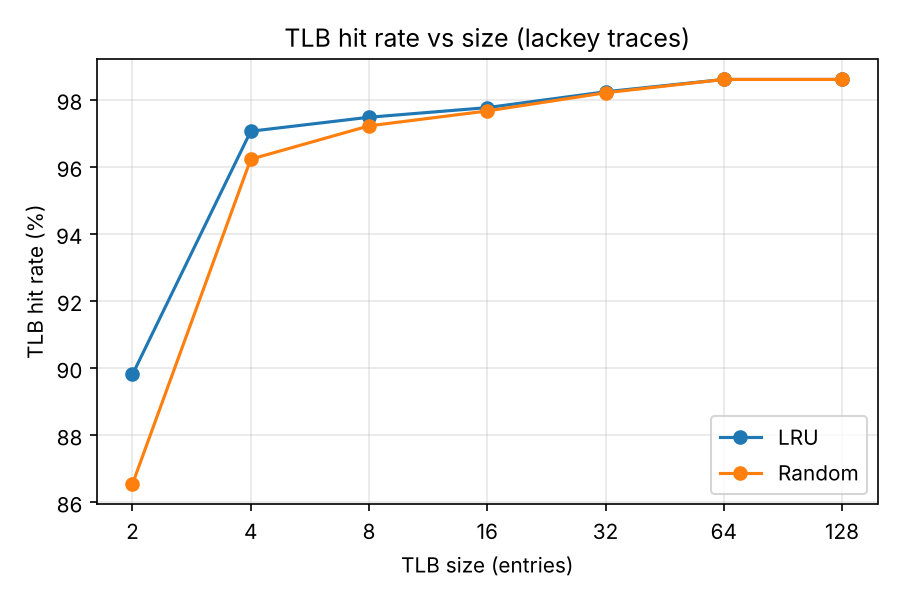 TLB hit rate vs size (lackey traces)
TLB hit rate (%)
98
96
94
92
90
88
86
LRU
Random
2 4 8 16 32 64 128
TLB size (entries)